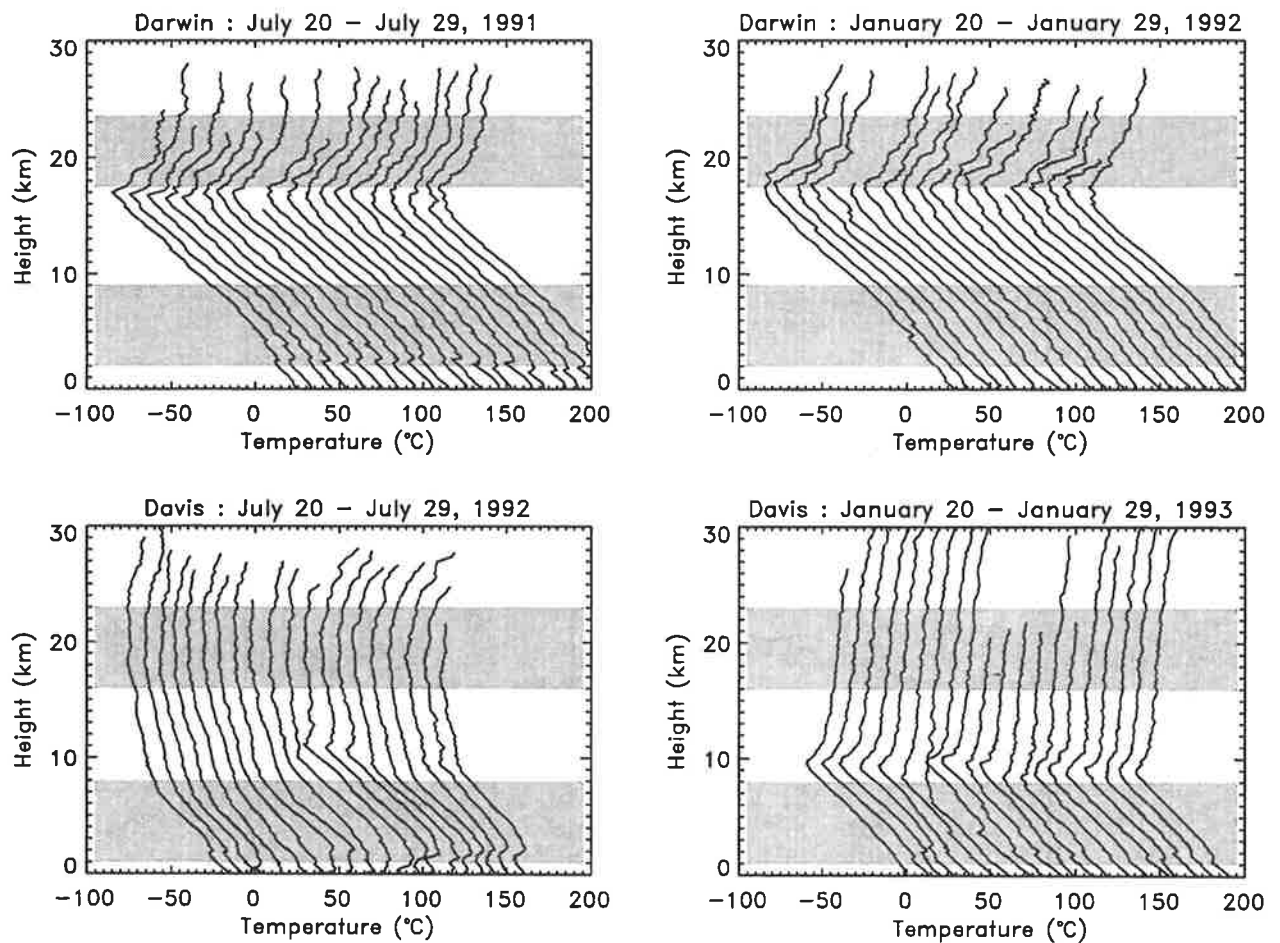 Darwin : July 20 – July 29, 1991
30
20
10
0
Height (km)
-100 -50 0 50 100 150 200
Temperature (°C)
Darwin : January 20 – January 29, 1992
30
20
10
0
Height (km)
-100 -50 0 50 100 150 200
Temperature (°C)
Davis : July 20 – July 29, 1992
30
20
10
0
Height (km)
-100 -50 0 50 100 150 200
Temperature (°C)
Davis : January 20 – January 29, 1993
30
20
10
0
Height (km)
-100 -50 0 50 100 150 200
Temperature (°C)